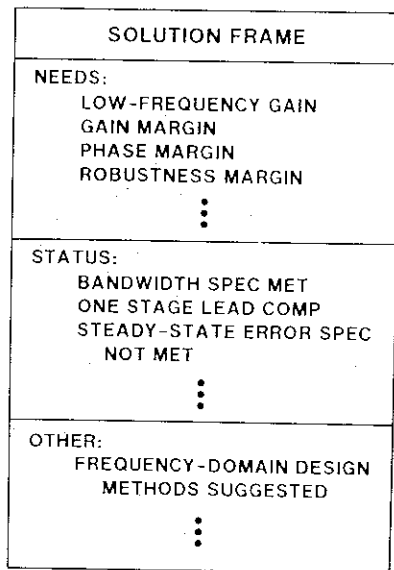 SOLUTION FRAME
NEEDS:
LOW-FREQUENCY GAIN
GAIN MARGIN
PHASE MARGIN
ROBUSTNESS MARGIN
STATUS:
BANDWIDTH SPEC MET
ONE STAGE LEAD COMP
STEADY-STATE ERROR SPEC
NOT MET
OTHER:
FREQUENCY-DOMAIN DESIGN
METHODS SUGGESTED